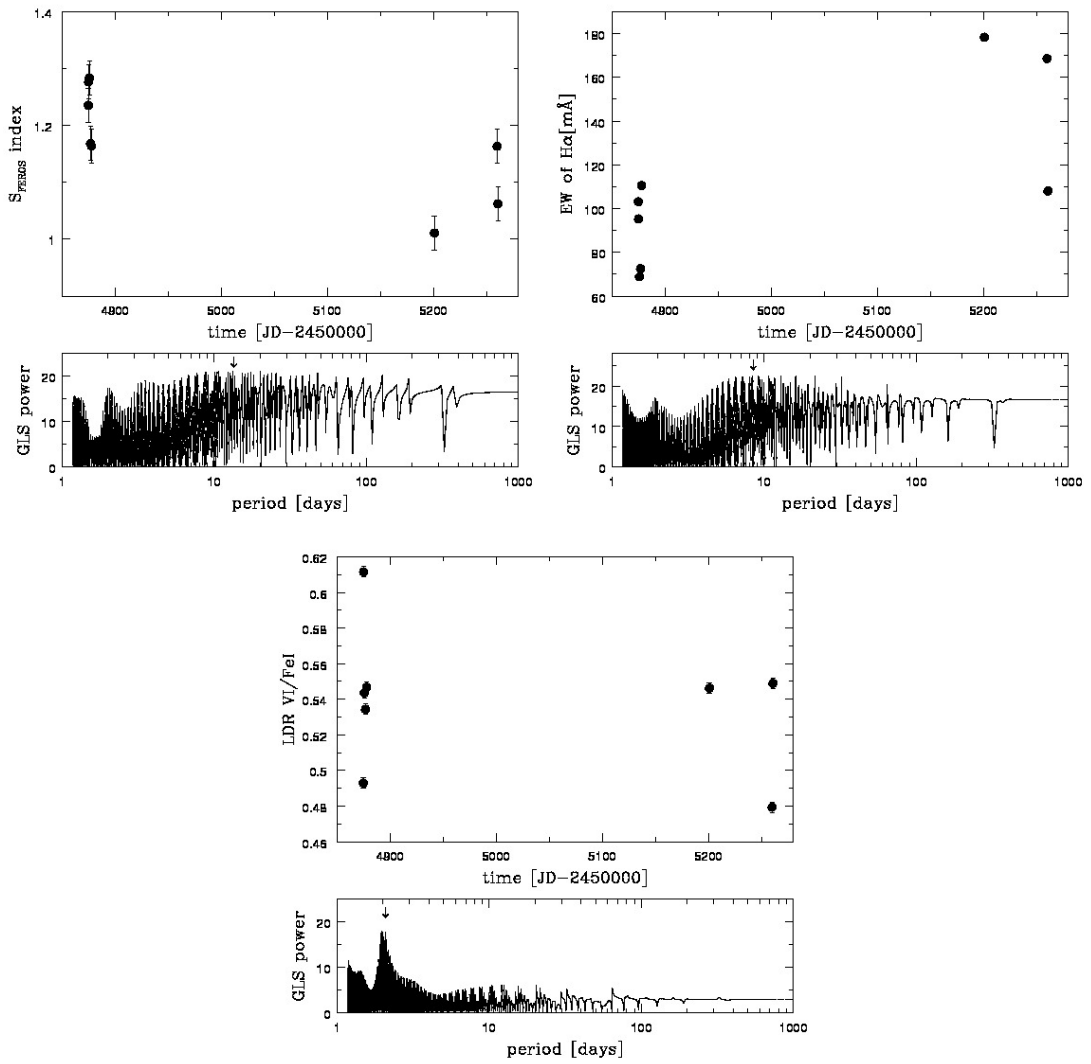 1.4
1.2
1
S_FEROS index
4800 5000 5100 5200
time [JD-2450000]
20
10
0
GLS power
1 10 100 1000
period [days]
180
160
140
120
100
80
60
EW of Hα[mÅ]
4800 5000 5100 5200
time [JD-2450000]
20
10
0
GLS power
1 10 100 1000
period [days]
0.62
0.6
0.58
0.56
0.54
0.52
0.5
0.48
0.46
LDR VI/FeI
4800 5000 5100 5200
time [JD-2450000]
20
10
0
GLS power
1 10 100 1000
period [days]